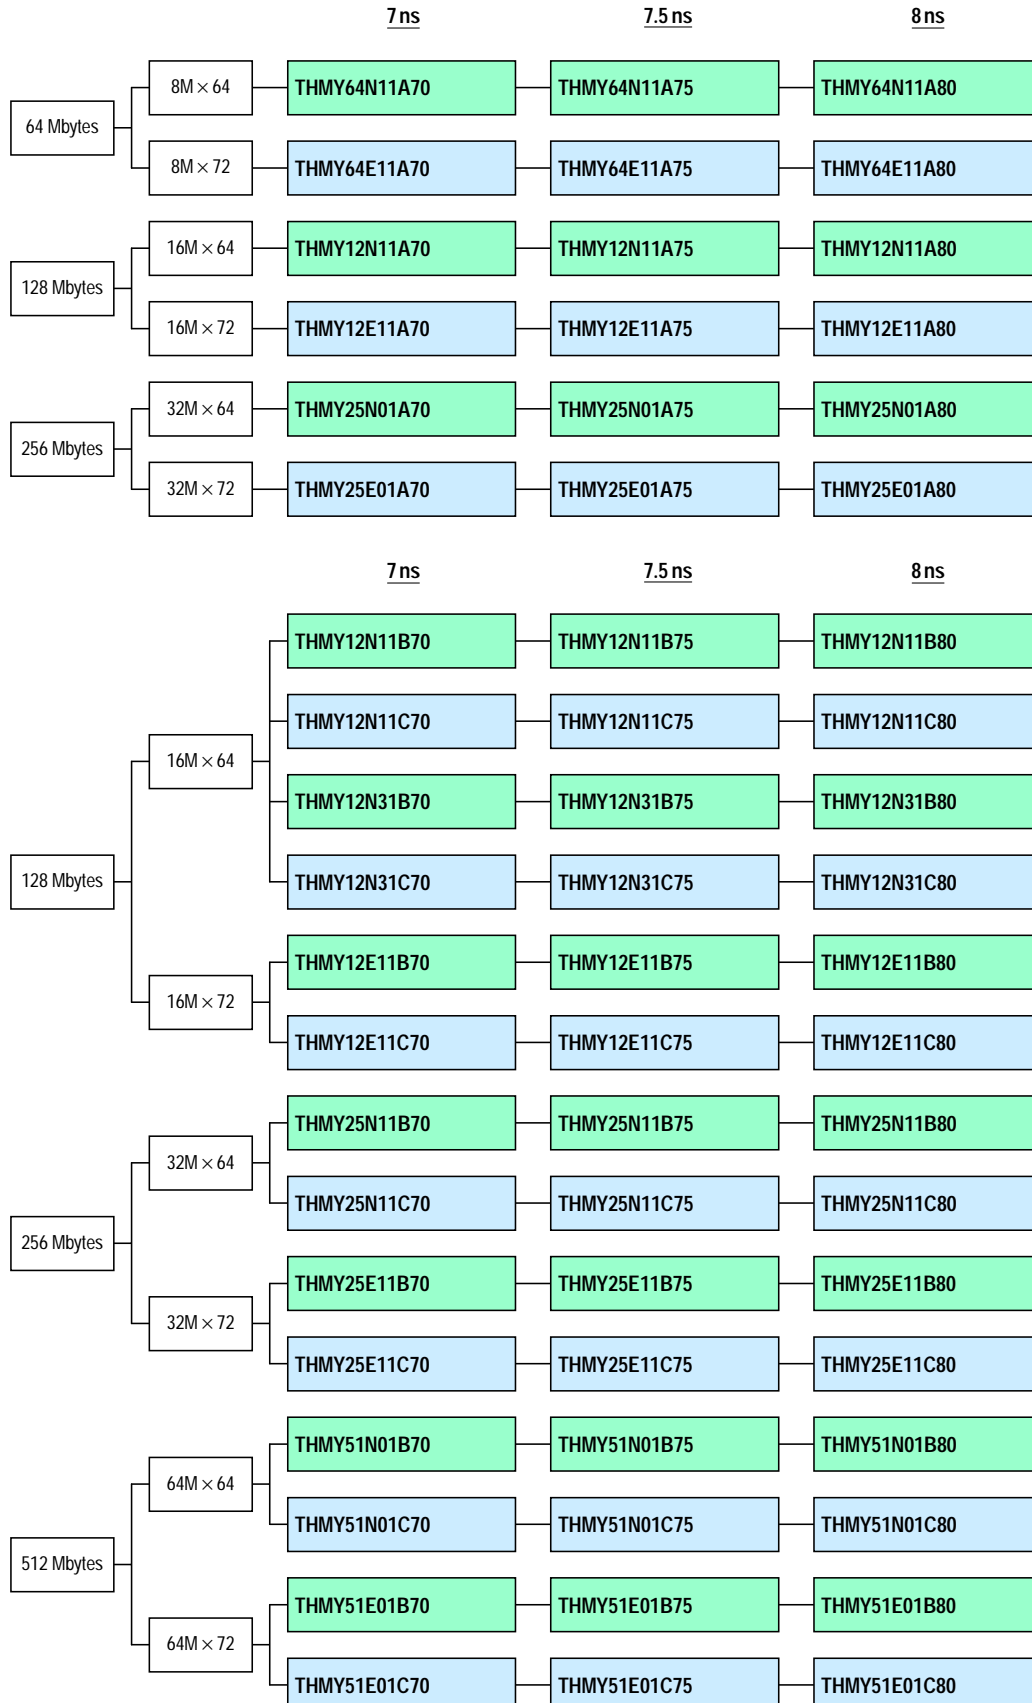 7 ns 7.5 ns 8 ns
8M × 64 THMY64N11A70 THMY64N11A75 THMY64N11A80
64 Mbytes
8M × 72 THMY64E11A70 THMY64E11A75 THMY64E11A80
16M × 64 THMY12N11A70 THMY12N11A75 THMY12N11A80
128 Mbytes
16M × 72 THMY12E11A70 THMY12E11A75 THMY12E11A80
32M × 64 THMY25N01A70 THMY25N01A75 THMY25N01A80
256 Mbytes
32M × 72 THMY25E01A70 THMY25E01A75 THMY25E01A80
7 ns 7.5 ns 8 ns
THMY12N11B70 THMY12N11B75 THMY12N11B80
THMY12N11C70 THMY12N11C75 THMY12N11C80
16M × 64
THMY12N31B70 THMY12N31B75 THMY12N31B80
128 Mbytes THMY12N31C70 THMY12N31C75 THMY12N31C80
THMY12E11B70 THMY12E11B75 THMY12E11B80
16M × 72
THMY12E11C70 THMY12E11C75 THMY12E11C80
THMY25N11B70 THMY25N11B75 THMY25N11B80
32M × 64
THMY25N11C70 THMY25N11C75 THMY25N11C80
256 Mbytes
THMY25E11B70 THMY25E11B75 THMY25E11B80
32M × 72
THMY25E11C70 THMY25E11C75 THMY25E11C80
THMY51N01B70 THMY51N01B75 THMY51N01B80
64M × 64
THMY51N01C70 THMY51N01C75 THMY51N01C80
512 Mbytes
THMY51E01B70 THMY51E01B75 THMY51E01B80
64M × 72
THMY51E01C70 THMY51E01C75 THMY51E01C80